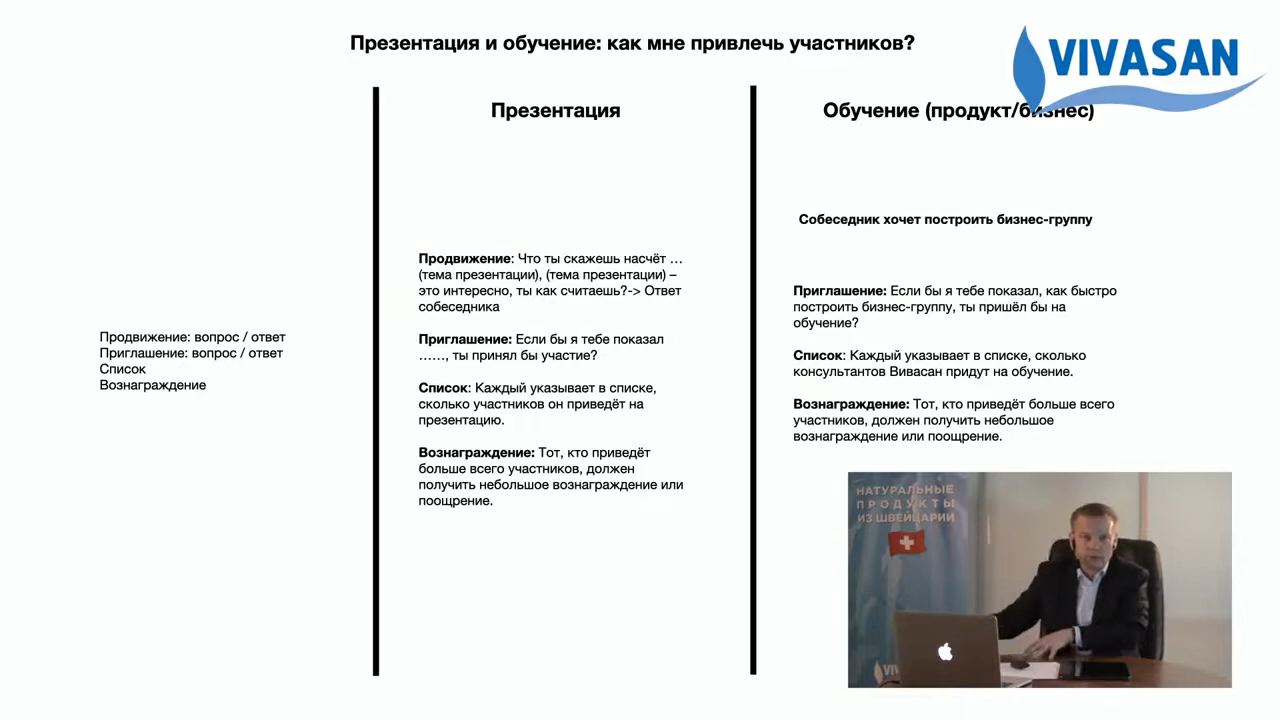 Презентация и обучение: как мне привлечь участников?
VIVASAN
Продвижение: вопрос / ответ
Приглашение: вопрос / ответ
Список
Вознаграждение
Презентация
Продвижение: Что ты скажешь насчёт …
(тема презентации), (тема презентации) –
это интересно, ты как считаешь?-> Ответ
собеседника
Приглашение: Если бы я тебе показал
……, ты принял бы участие?
Список: Каждый указывает в списке,
сколько участников он приведёт на
презентацию.
Вознаграждение: Тот, кто приведёт
больше всего участников, должен
получить небольшое вознаграждение или
поощрение.
Обучение (продукт/бизнес)
Собеседник хочет построить бизнес-группу
Приглашение: Если бы я тебе показал, как быстро
построить бизнес-группу, ты пришёл бы на
обучение?
Список: Каждый указывает в списке, сколько
консультантов Вивасан придут на обучение.
Вознаграждение: Тот, кто приведёт больше всего
участников, должен получить небольшое
вознаграждение или поощрение.
НАТУРАЛЬНЫЕ
ПРОДУКТЫ
ИЗ ШВЕЙЦАРИИ